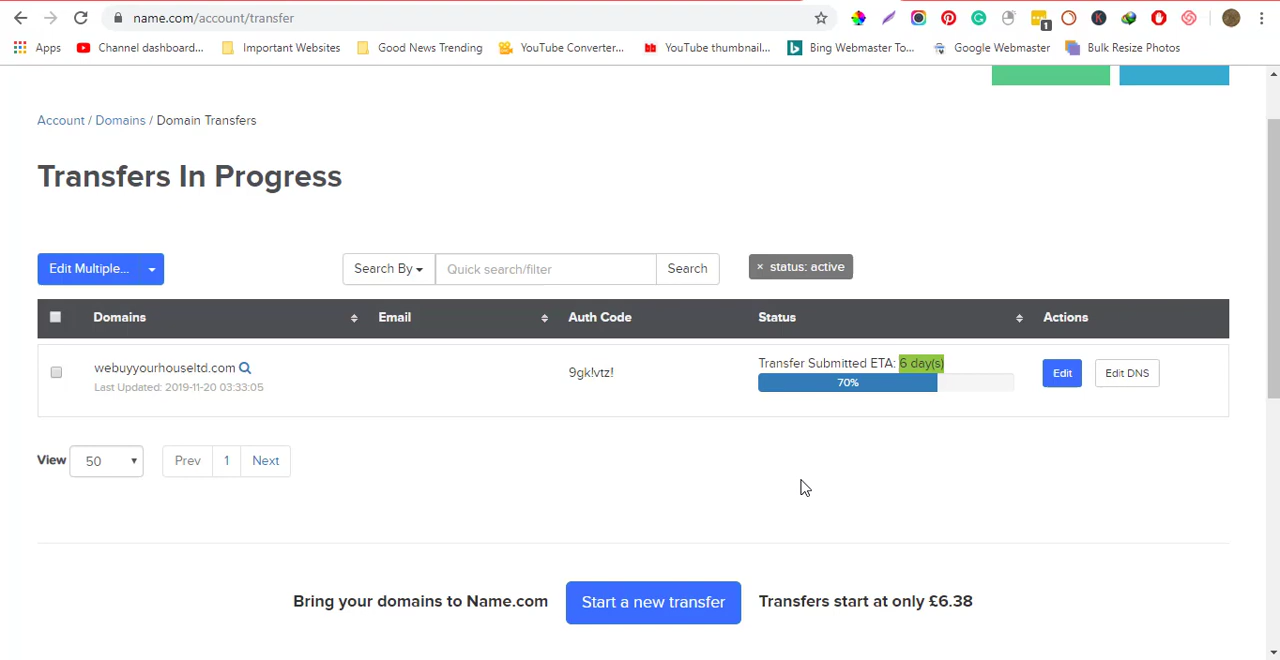 name.com/account/transfer
Apps Channel dashboard... Important Websites Good News Trending YouTube Converter... YouTube thumbnail... Bing Webmaster To... Google Webmaster Bulk Resize Photos
1
Account / Domains / Domain Transfers
Transfers In Progress
Edit Multiple... Search By Quick search/filter Search × status: active
Domains Email Auth Code Status Actions
webuyyourhouseltd.com 9gk!vtz! Transfer Submitted ETA: 6 day(s) Edit Edit DNS
Last Updated: 2019-11-20 03:33:05 70%
View 50 Prev 1 Next
Bring your domains to Name.com Start a new transfer Transfers start at only £6.38